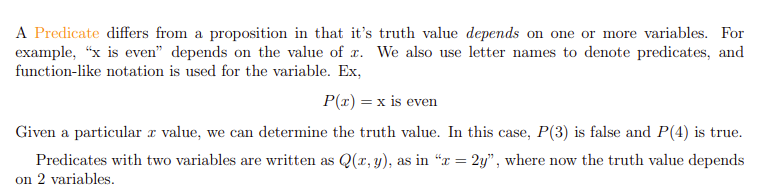 A Predicate differs from a proposition in that it's truth value depends on one or more variables. For
example, “x is even” depends on the value of x. We also use letter names to denote predicates, and
function-like notation is used for the variable. Ex,
P(x) = x is even
Given a particular x value, we can determine the truth value. In this case, P(3) is false and P(4) is true.
Predicates with two variables are written as Q(x, y), as in “x = 2y”, where now the truth value depends
on 2 variables.